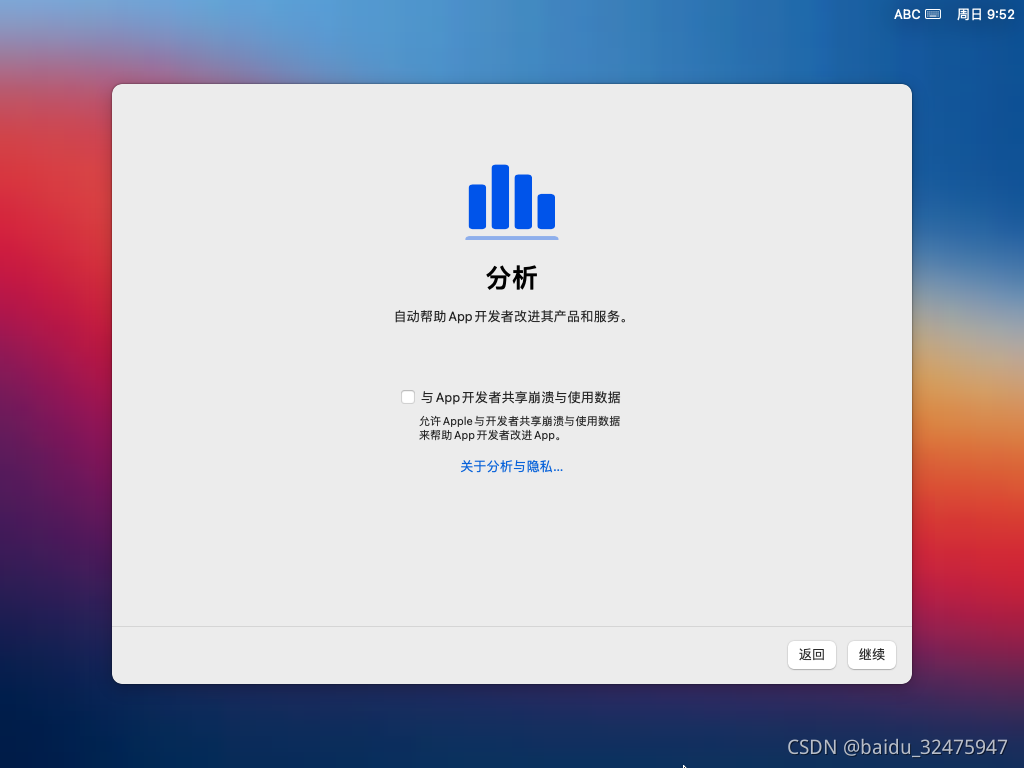 ABC 周日 9:52
分析
自动帮助 App 开发者改进其产品和服务。
与 App 开发者共享崩溃与使用数据
允许 Apple 与开发者共享崩溃与使用数据
来帮助 App 开发者改进 App。
关于分析与隐私...
返回 继续
CSDN @baidu_32475947